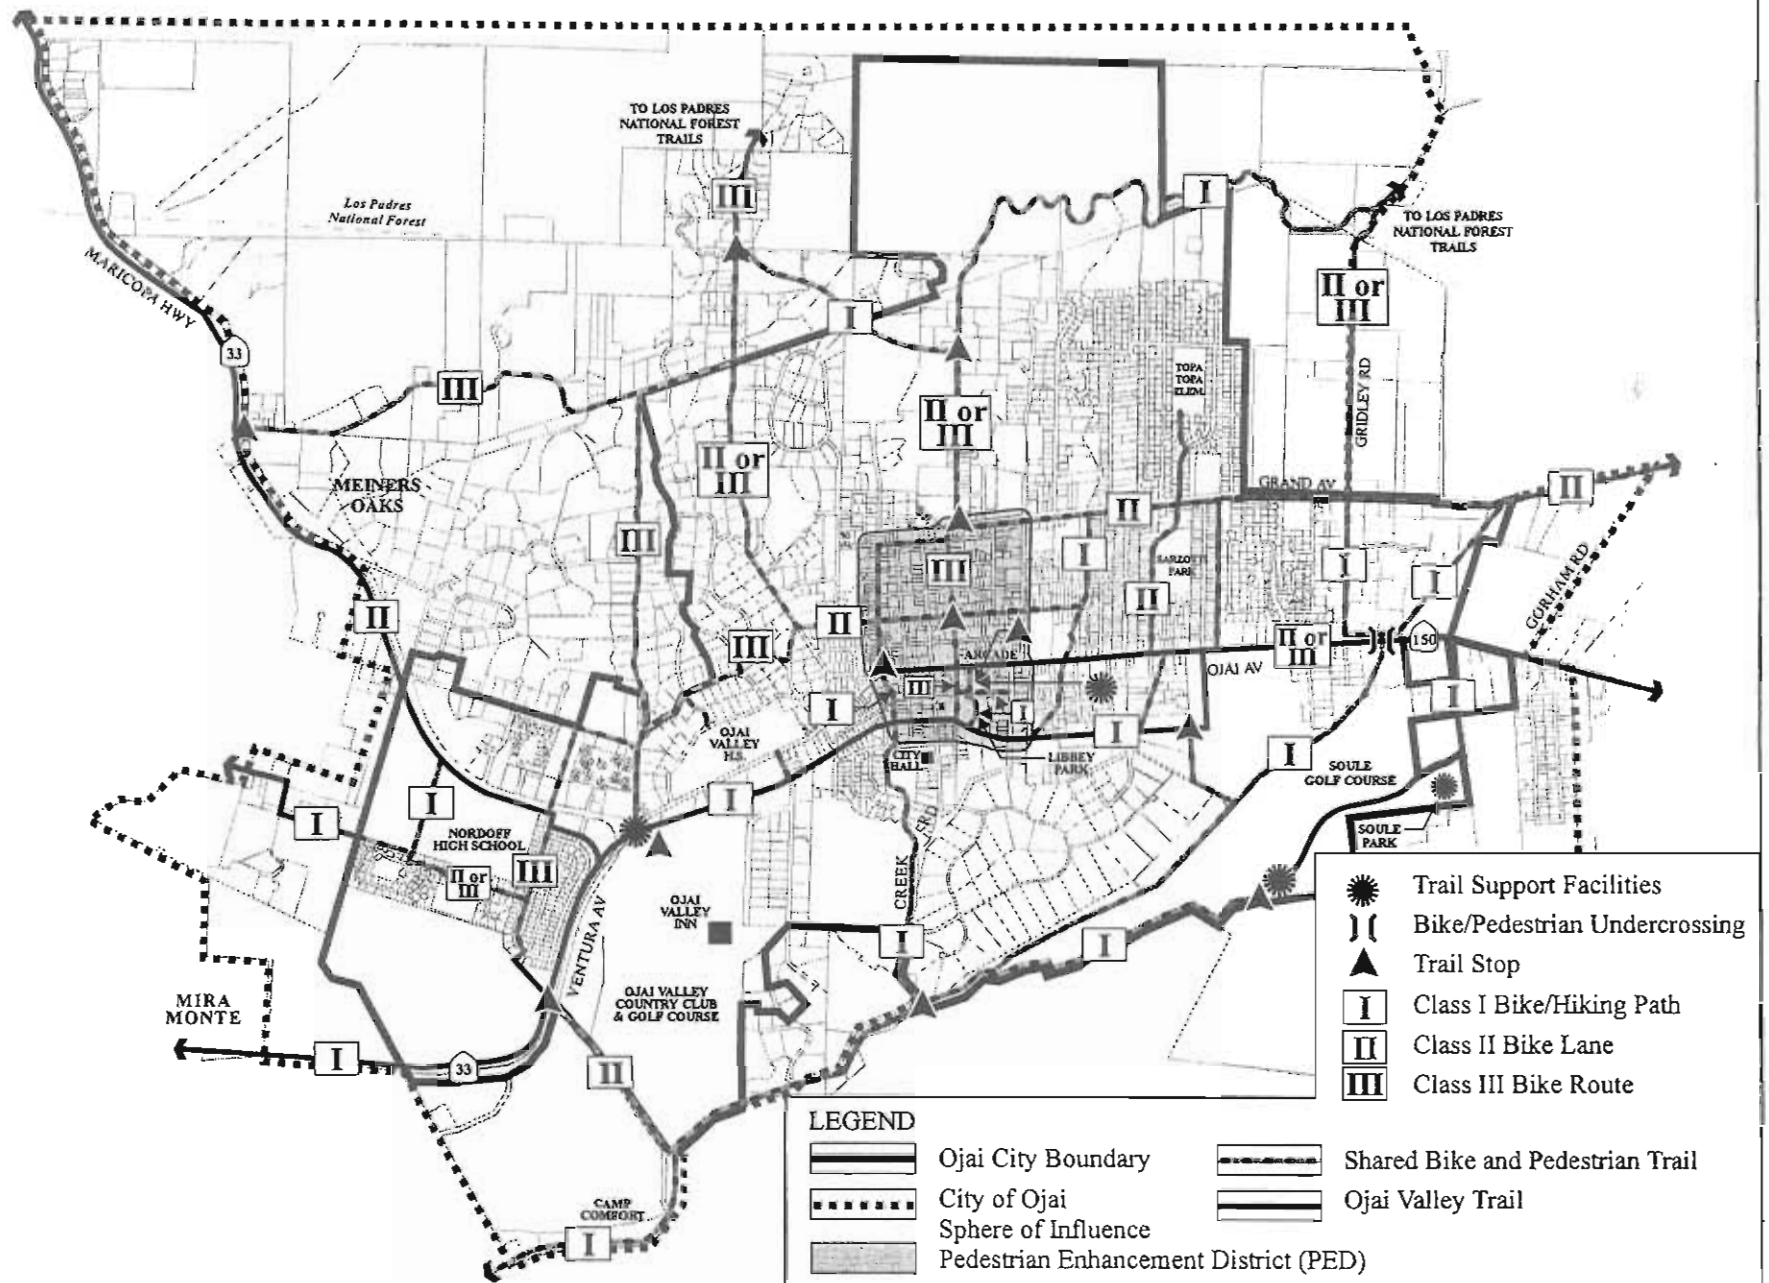 TO LOS PADRES
NATIONAL FOREST
TRAILS
III
Los Padres
National Forest
I
TO LOS PADRES
NATIONAL FOREST
TRAILS
MARICOPA HWY
33
II or
III
I
III
TOPA
TOPA
ELEM.
II or
III
GRIDLEY RD
II or
III
MEINERS
OAKS
GRAND AV
II
II
III
I
III
I
I
II
GORHAM RD
II
II
III
II or
III
150
ARCADE
OJAI AV
III
I
I
I
OJAI
VALLEY
H.S.
I
CITY
HALL
LIBBEY
PARK
I
SOULE
GOLF COURSE
I
I
I
NORDOFF
HIGH SCHOOL
SOULE
PARK
II or
III
III
CREEK
RD
OJAI
VALLEY
INN
VENTURA AV
I
I
MIRA
MONTE
OJAI VALLEY
COUNTRY CLUB
& GOLF COURSE
I
33
II
CAMP
COMFORT
I
Trail Support Facilities
Bike/Pedestrian Undercrossing
Trail Stop
I Class I Bike/Hiking Path
II Class II Bike Lane
III Class III Bike Route
LEGEND
Ojai City Boundary
City of Ojai
Sphere of Influence
Pedestrian Enhancement District (PED)
Shared Bike and Pedestrian Trail
Ojai Valley Trail